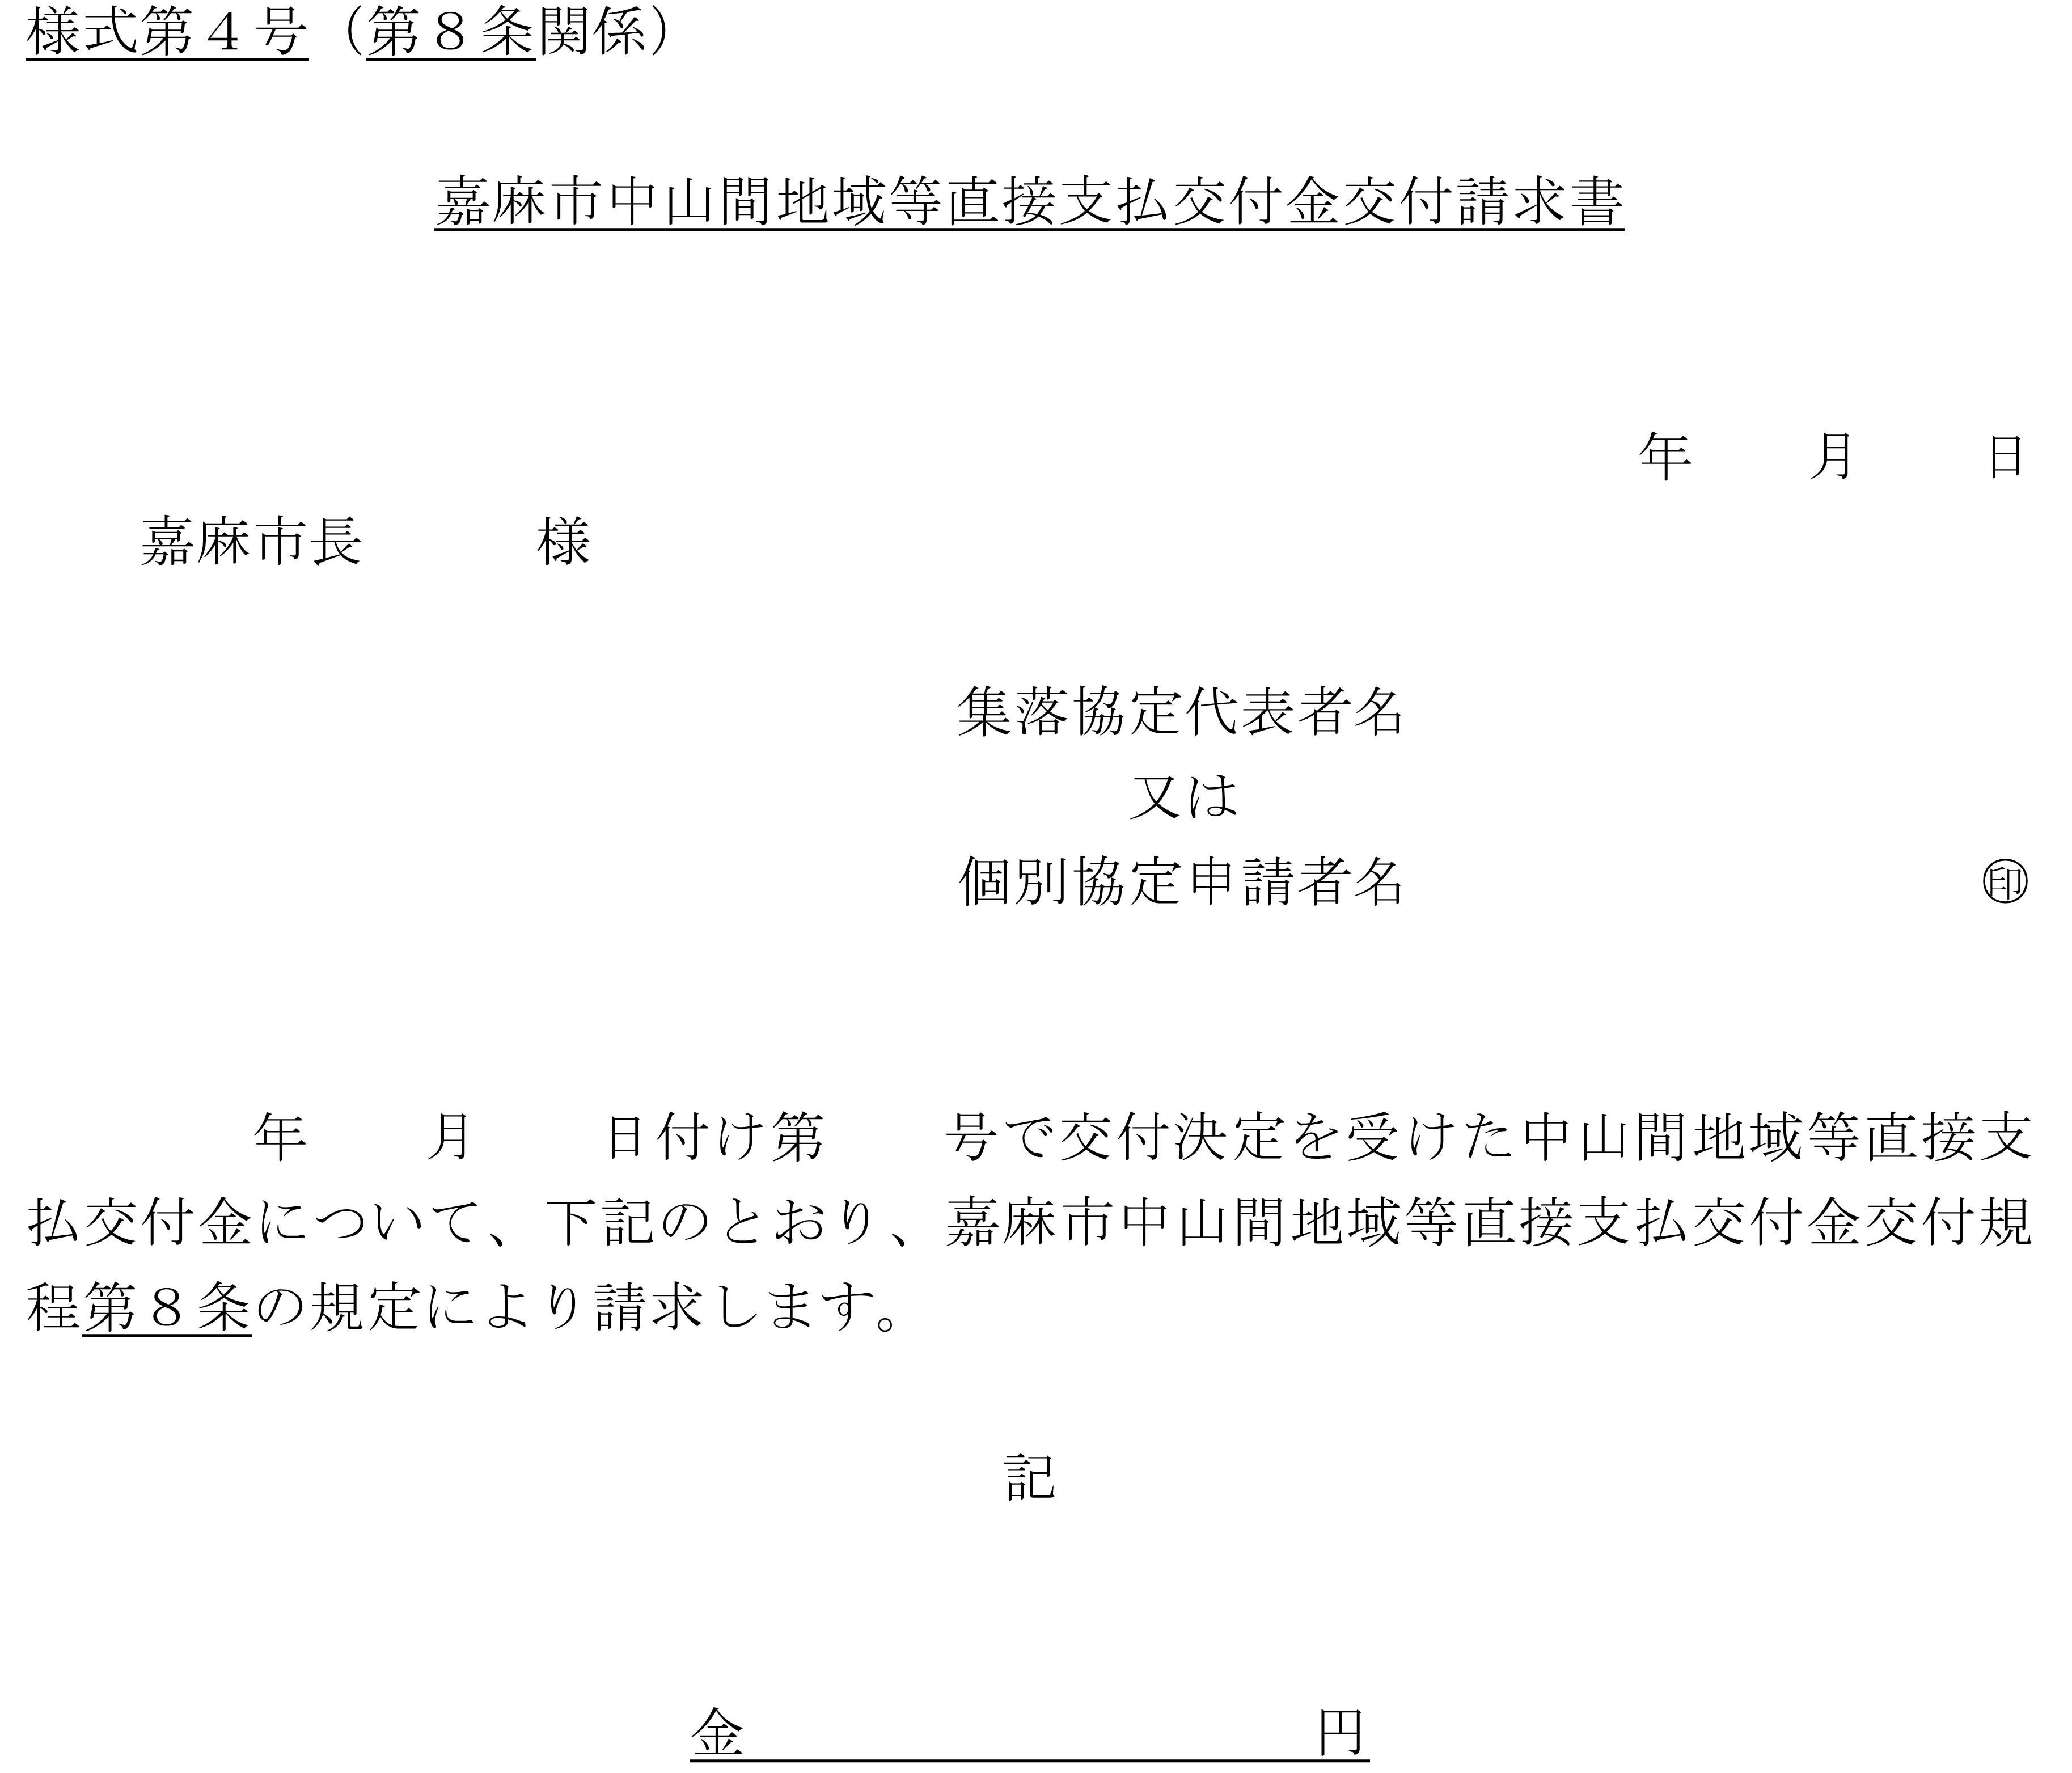 様式第４号（第８条関係）
嘉麻市中山間地域等直接支払交付金交付請求書
年　　月　　日
嘉麻市長　　　様
集落協定代表者名
又は
個別協定申請者名　　　　　　　　　　㊞
年　　月　　日付け第　　号で交付決定を受けた中山間地域等直接支
払交付金について、下記のとおり、嘉麻市中山間地域等直接支払交付金交付規
程第８条の規定により請求します。
記
金　　　　　　　　　　円